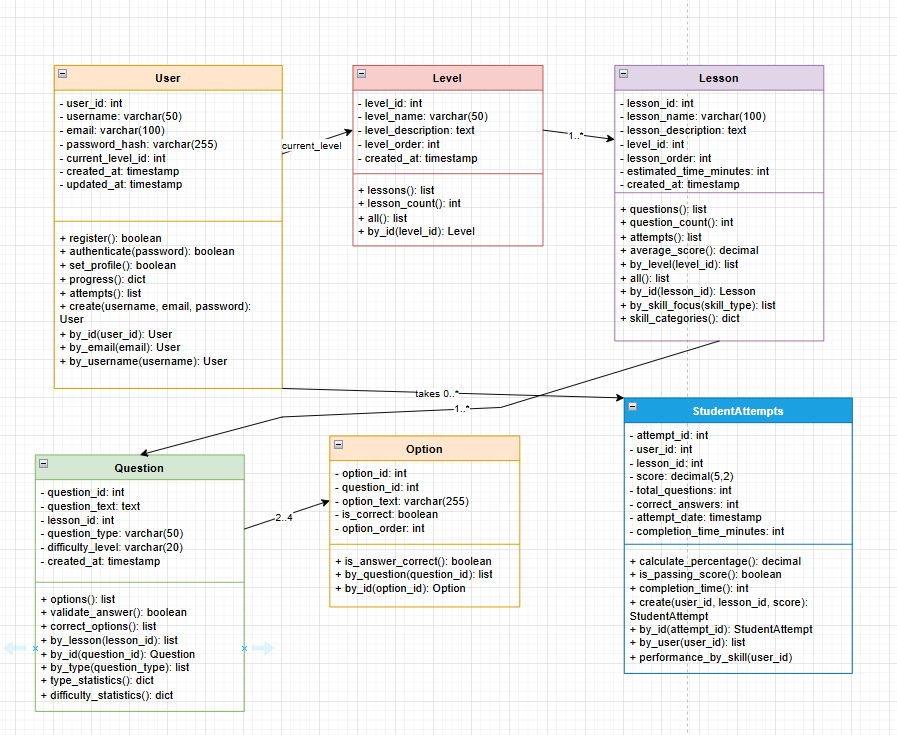 User
- user_id: int
- username: varchar(50)
- email: varchar(100)
- password_hash: varchar(255)
- current_level_id: int
- created_at: timestamp
- updated_at: timestamp
+ register(): boolean
+ authenticate(password): boolean
+ set_profile(): boolean
+ progress(): dict
+ attempts(): list
+ create(username, email, password):
User
+ by_id(user_id): User
+ by_email(email): User
+ by_username(username): User
current_level
Level
- level_id: int
- level_name: varchar(50)
- level_description: text
- level_order: int
- created_at: timestamp
+ lessons(): list
+ lesson_count(): int
+ all(): list
+ by_id(level_id): Level
1..*
Lesson
- lesson_id: int
- lesson_name: varchar(100)
- lesson_description: text
- level_id: int
- lesson_order: int
- estimated_time_minutes: int
- created_at: timestamp
+ questions(): list
+ question_count(): int
+ attempts(): list
+ average_score(): decimal
+ by_level(level_id): list
+ all(): list
+ by_id(lesson_id): Lesson
+ by_skill_focus(skill_type): list
+ skill_categories(): dict
takes 0..*
1..*
Question
- question_id: int
- question_text: text
- lesson_id: int
- question_type: varchar(50)
- difficulty_level: varchar(20)
- created_at: timestamp
+ options(): list
+ validate_answer(): boolean
+ correct_options(): list
+ by_lesson(lesson_id): list
+ by_id(question_id): Question
+ by_type(question_type): list
+ type_statistics(): dict
+ difficulty_statistics(): dict
2..4
Option
- option_id: int
- question_id: int
- option_text: varchar(255)
- is_correct: boolean
- option_order: int
+ is_answer_correct(): boolean
+ by_question(question_id): list
+ by_id(option_id): Option
StudentAttempts
- attempt_id: int
- user_id: int
- lesson_id: int
- score: decimal(5,2)
- total_questions: int
- correct_answers: int
- attempt_date: timestamp
- completion_time_minutes: int
+ calculate_percentage(): decimal
+ is_passing_score(): boolean
+ completion_time(): int
+ create(user_id, lesson_id, score):
StudentAttempt
+ by_id(attempt_id): StudentAttempt
+ by_user(user_id): list
+ performance_by_skill(user_id)